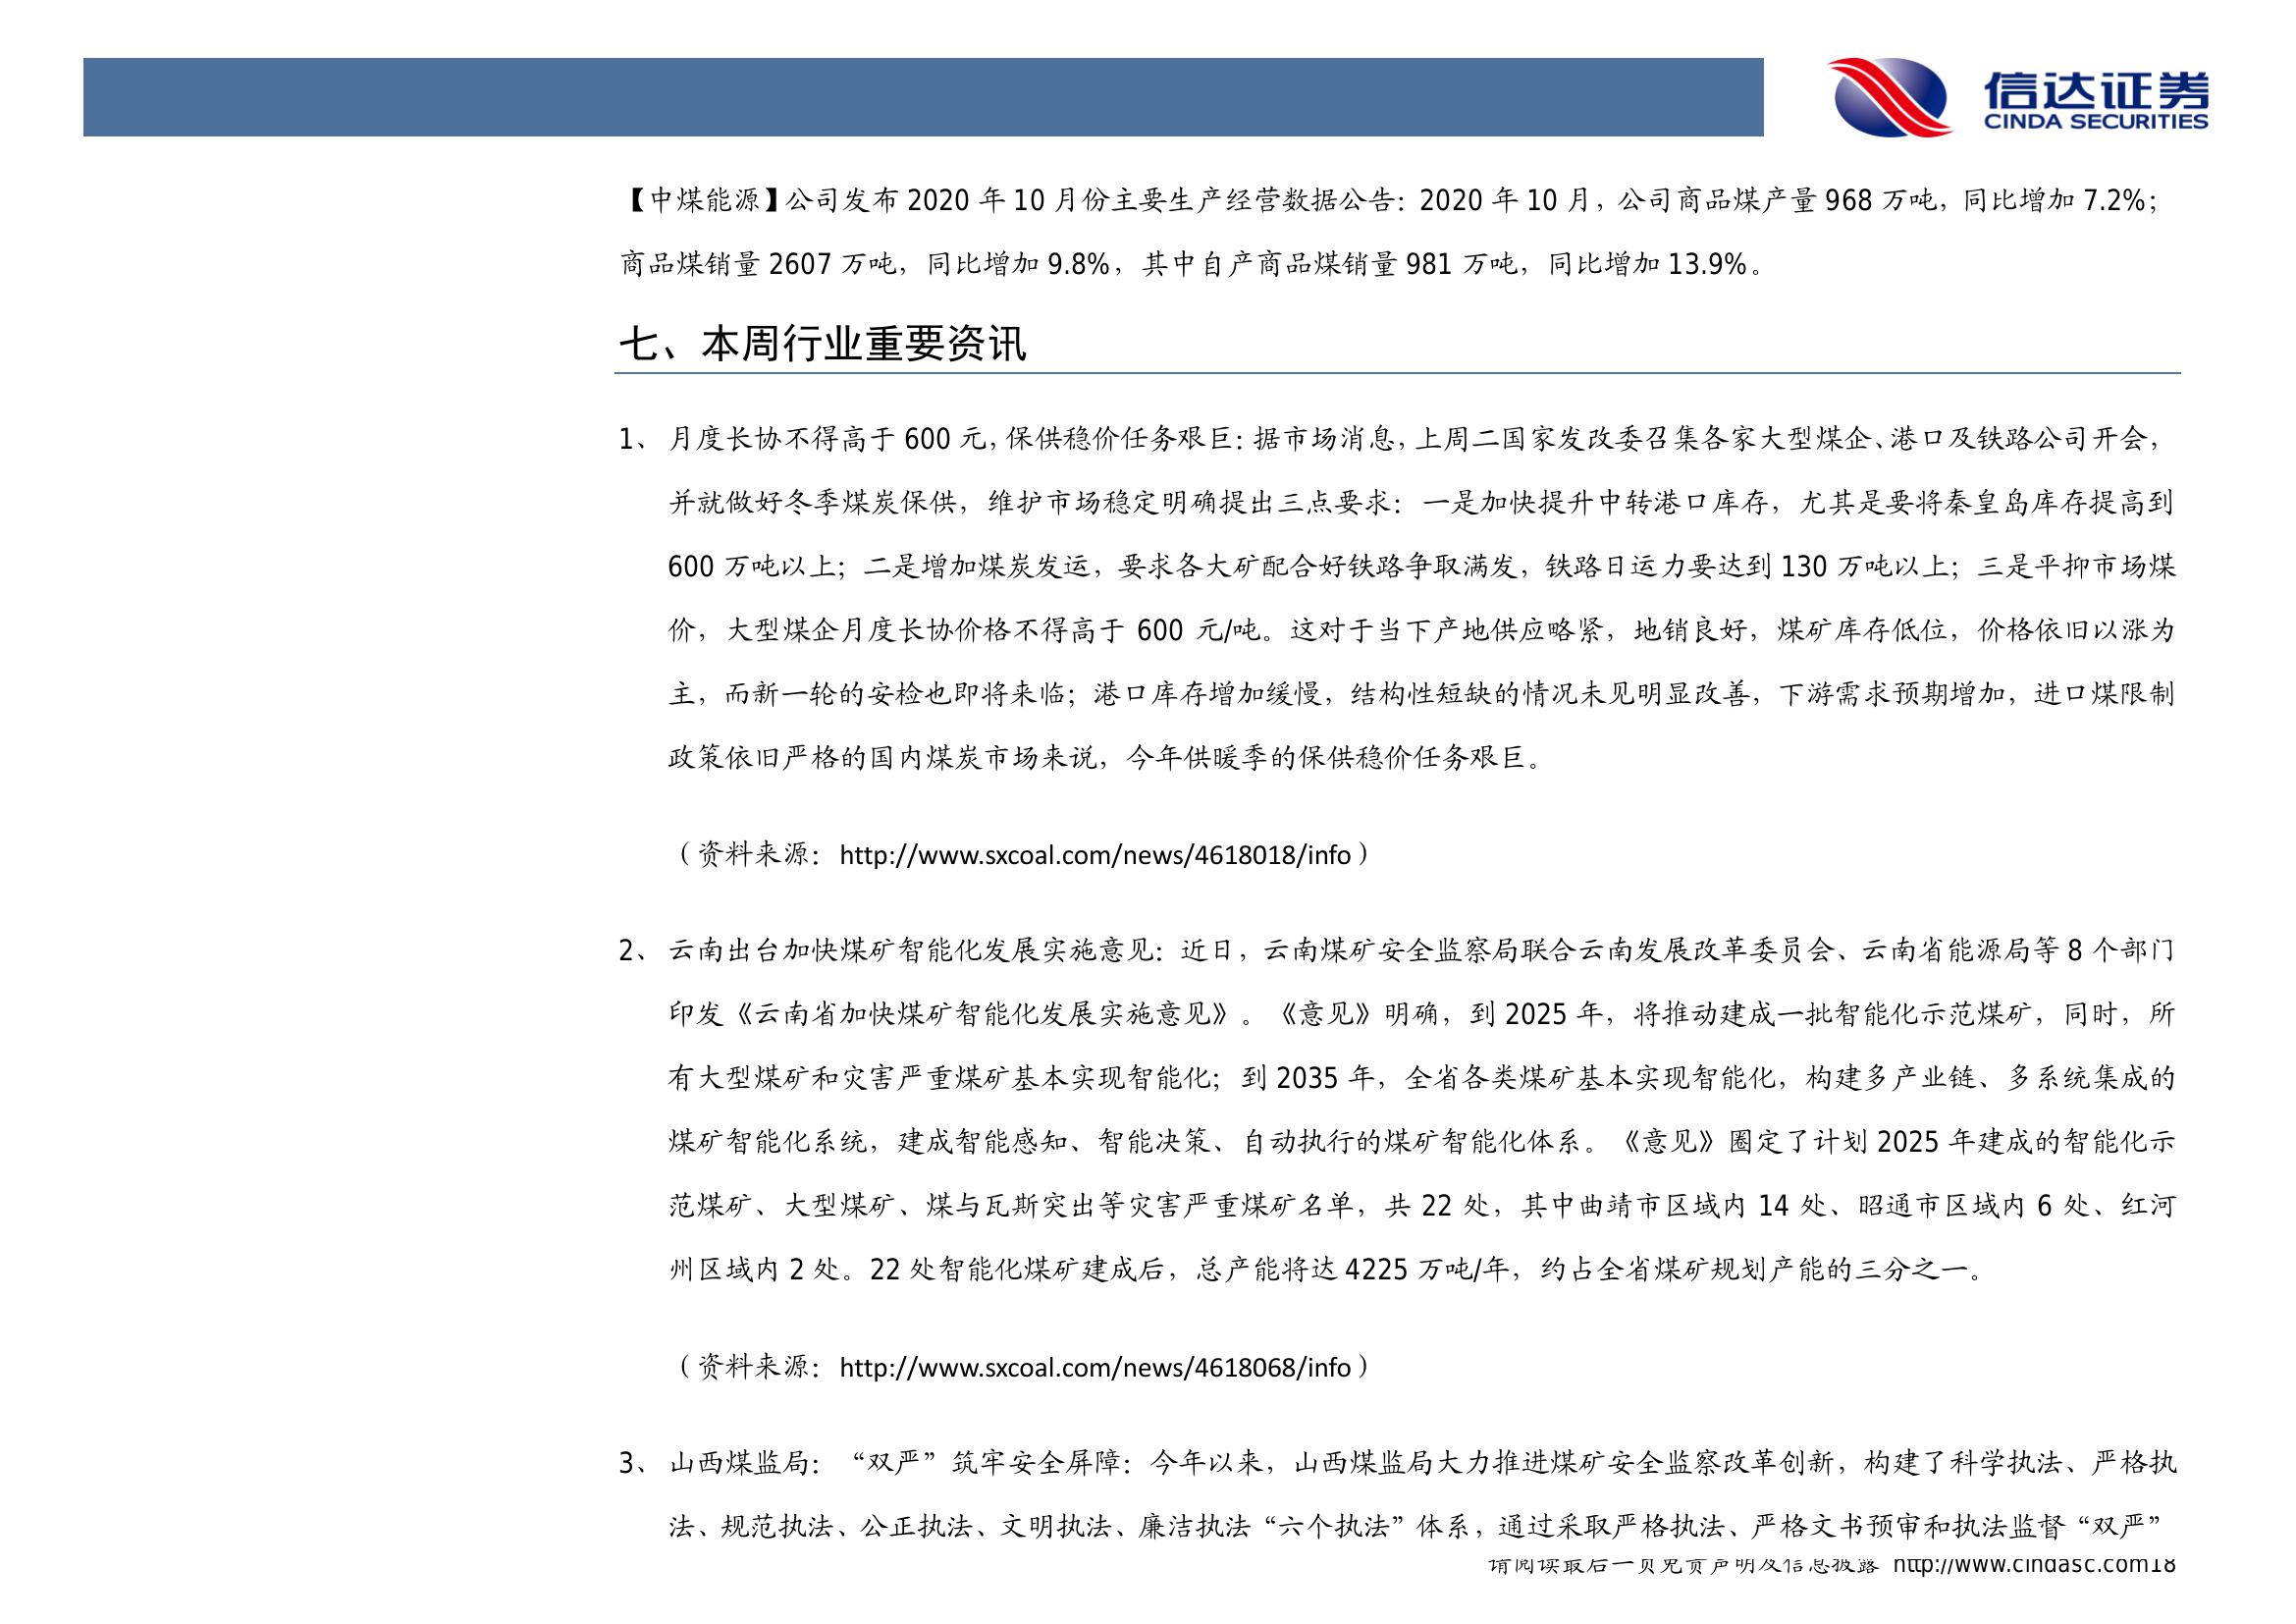 信达证券
CINDA SECURITIES
【中煤能源】公司发布 2020 年 10 月份主要生产经营数据公告：2020 年 10 月，公司商品煤产量 968 万吨，同比增加 7.2%；
商品煤销量 2607 万吨，同比增加 9.8%，其中自产商品煤销量 981 万吨，同比增加 13.9%。
七、本周行业重要资讯
1、 月度长协不得高于 600 元，保供稳价任务艰巨：据市场消息，上周二国家发改委召集各家大型煤企、港口及铁路公司开会，
并就做好冬季煤炭保供，维护市场稳定明确提出三点要求：一是加快提升中转港口库存，尤其是要将秦皇岛库存提高到
600 万吨以上；二是增加煤炭发运，要求各大矿配合好铁路争取满发，铁路日运力要达到 130 万吨以上；三是平抑市场煤
价，大型煤企月度长协价格不得高于 600 元/吨。这对于当下产地供应略紧，地销良好，煤矿库存低位，价格依旧以涨为
主，而新一轮的安检也即将来临；港口库存增加缓慢，结构性短缺的情况未见明显改善，下游需求预期增加，进口煤限制
政策依旧严格的国内煤炭市场来说，今年供暖季的保供稳价任务艰巨。
（资料来源：http://www.sxcoal.com/news/4618018/info）
2、 云南出台加快煤矿智能化发展实施意见：近日，云南煤矿安全监察局联合云南发展改革委员会、云南省能源局等 8 个部门
印发《云南省加快煤矿智能化发展实施意见》。《意见》明确，到 2025 年，将推动建成一批智能化示范煤矿，同时，所
有大型煤矿和灾害严重煤矿基本实现智能化；到 2035 年，全省各类煤矿基本实现智能化，构建多产业链、多系统集成的
煤矿智能化系统，建成智能感知、智能决策、自动执行的煤矿智能化体系。《意见》圈定了计划 2025 年建成的智能化示
范煤矿、大型煤矿、煤与瓦斯突出等灾害严重煤矿名单，共 22 处，其中曲靖市区域内 14 处、昭通市区域内 6 处、红河
州区域内 2 处。22 处智能化煤矿建成后，总产能将达 4225 万吨/年，约占全省煤矿规划产能的三分之一。
（资料来源：http://www.sxcoal.com/news/4618068/info）
3、 山西煤监局：“双严”筑牢安全屏障：今年以来，山西煤监局大力推进煤矿安全监察改革创新，构建了科学执法、严格执
法、规范执法、公正执法、文明执法、廉洁执法“六个执法”体系，通过采取严格执法、严格文书预审和执法监督“双严”
请阅读最后一页免责声明及信息披露 http://www.cindasc.com18